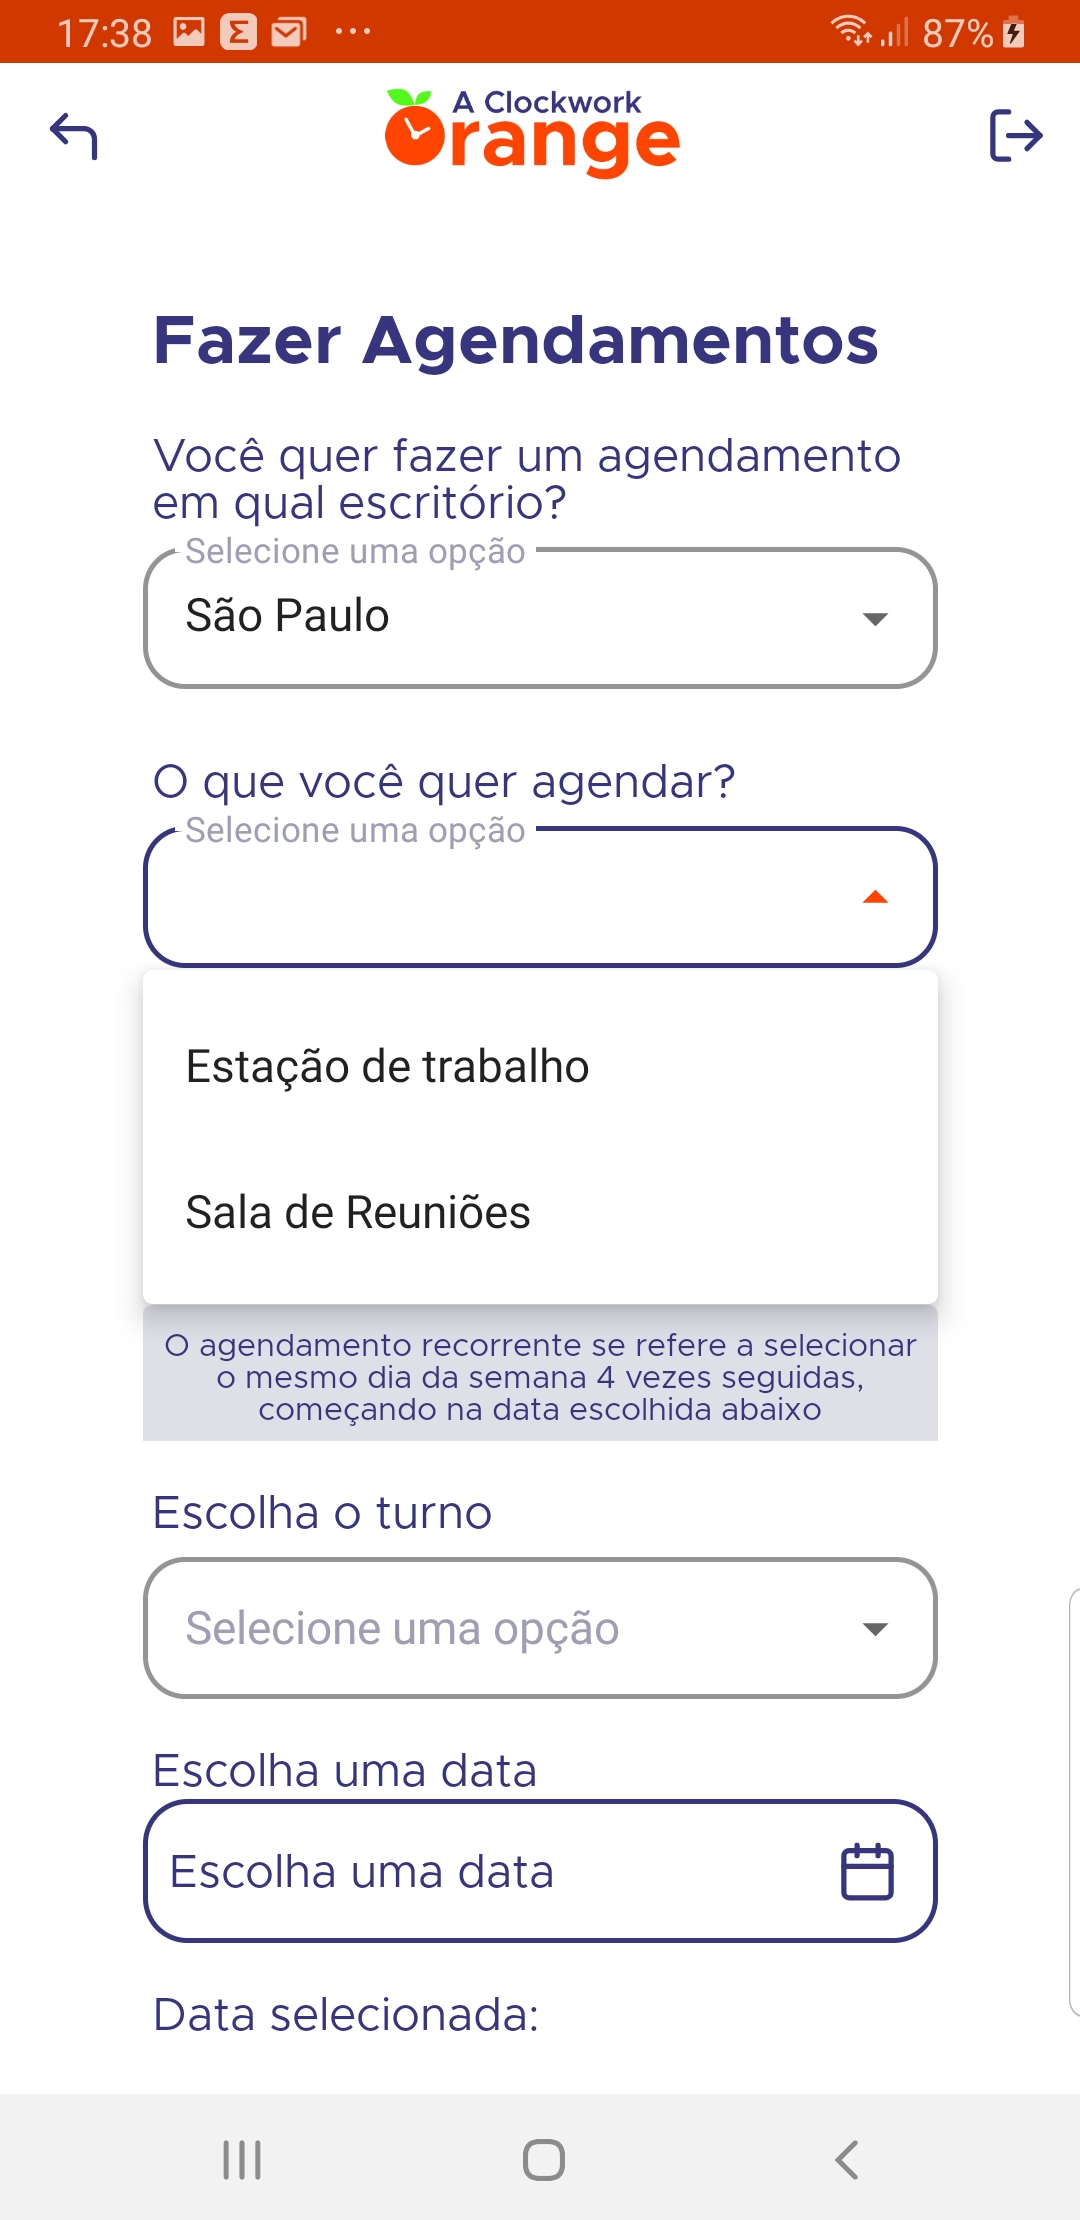 17:38
87%
A Clockwork
Orange
Fazer Agendamentos
Você quer fazer um agendamento
em qual escritório?
Selecione uma opção
São Paulo
O que você quer agendar?
Selecione uma opção
Estação de trabalho
Sala de Reuniões
O agendamento recorrente se refere a selecionar
o mesmo dia da semana 4 vezes seguidas,
começando na data escolhida abaixo
Escolha o turno
Selecione uma opção
Escolha uma data
Escolha uma data
Data selecionada: